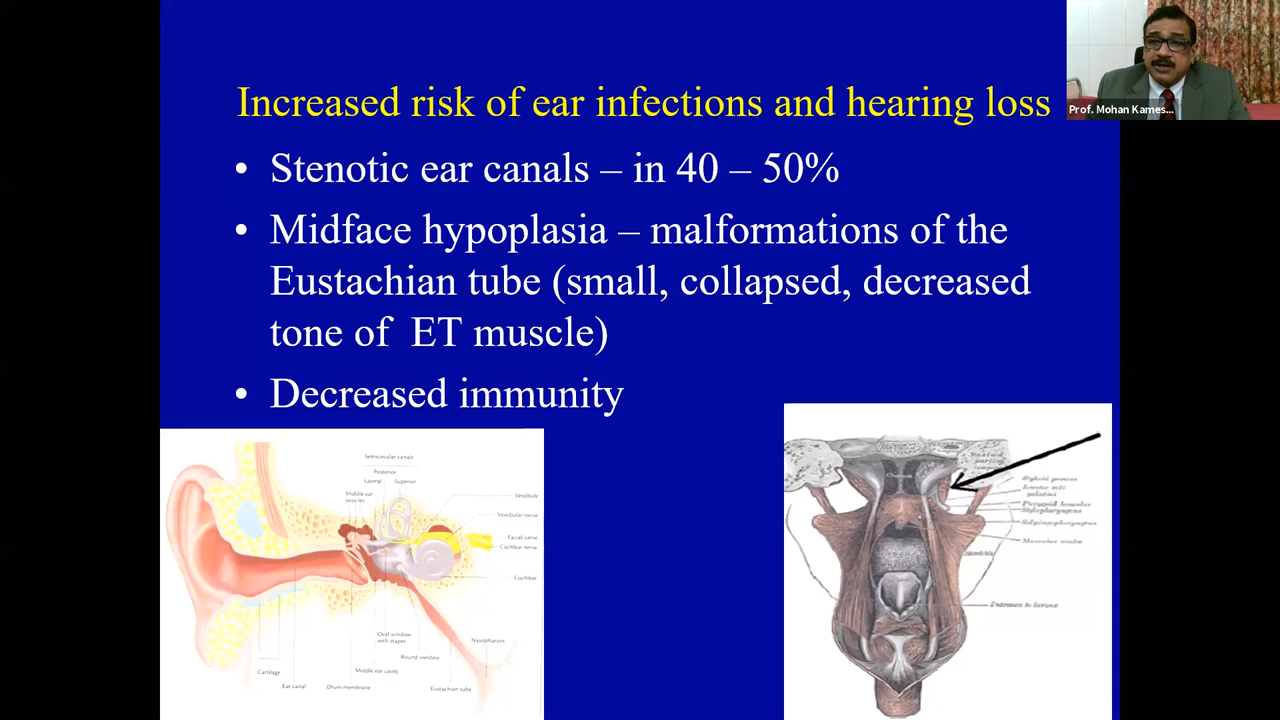 Increased risk of ear infections and hearing loss
Prof. Mohan Kames...
• Stenotic ear canals – in 40 – 50%
• Midface hypoplasia – malformations of the
Eustachian tube (small, collapsed, decreased
tone of ET muscle)
• Decreased immunity
Semicircular canals
Posterior
Lateral
Superior
Middle ear
ossicles
Vestibule
Vestibular nerve
Facial nerve
Cochlear nerve
Cochlear
Oval window
with stapes
Nasopharinx
Round window
Middle ear cavity
Cartilage
Ear canal
Drum membrane
Eustachian tube
Styloid process
Entrance to larynx